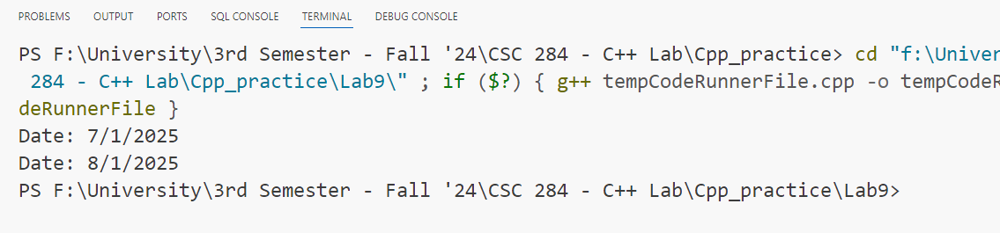 PROBLEMS OUTPUT PORTS SQL CONSOLE TERMINAL DEBUG CONSOLE
PS F:\University\3rd Semester - Fall '24\CSC 284 - C++ Lab\Cpp_practice> cd "f:\Univer
284 - C++ Lab\Cpp_practice\Lab9\" ; if ($?) { g++ tempCodeRunnerFile.cpp -o tempCodeR
deRunnerFile }
Date: 7/1/2025
Date: 8/1/2025
PS F:\University\3rd Semester - Fall '24\CSC 284 - C++ Lab\Cpp_practice\Lab9>